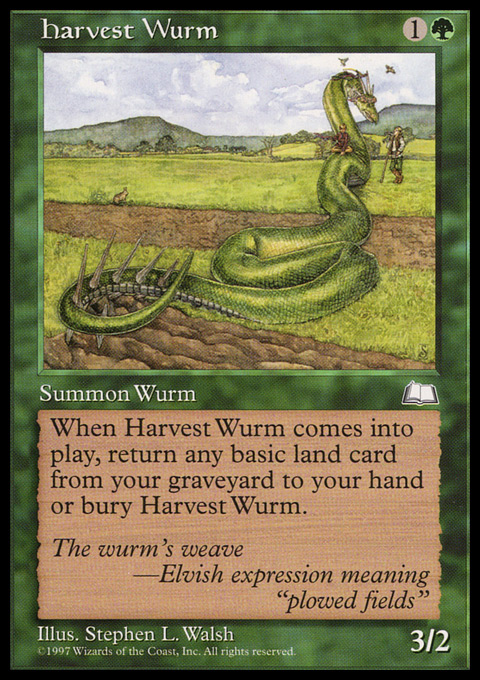 Harvest Wurm 1
Summon Wurm
When Harvest Wurm comes into
play, return any basic land card
from your graveyard to your hand
or bury Harvest Wurm.
The wurm's weave
—Elvish expression meaning
"plowed fields"
Illus. Stephen L. Walsh
©1997 Wizards of the Coast, Inc. All rights reserved.
3/2